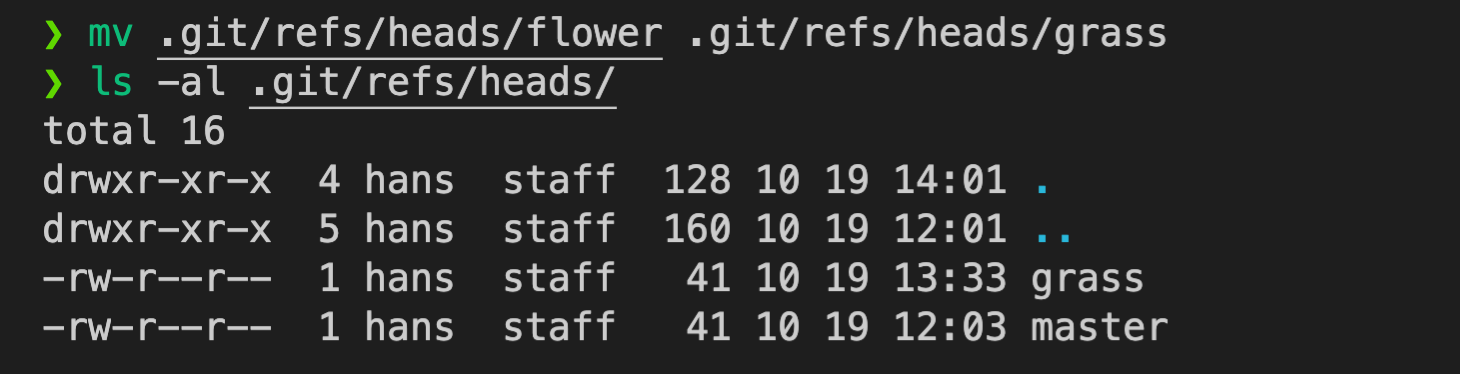 ❯ mv .git/refs/heads/flower .git/refs/heads/grass
❯ ls -al .git/refs/heads/
total 16
drwxr-xr-x  4 hans  staff  128 10 19 14:01 .
drwxr-xr-x  5 hans  staff  160 10 19 12:01 ..
-rw-r--r--  1 hans  staff   41 10 19 13:33 grass
-rw-r--r--  1 hans  staff   41 10 19 12:03 master